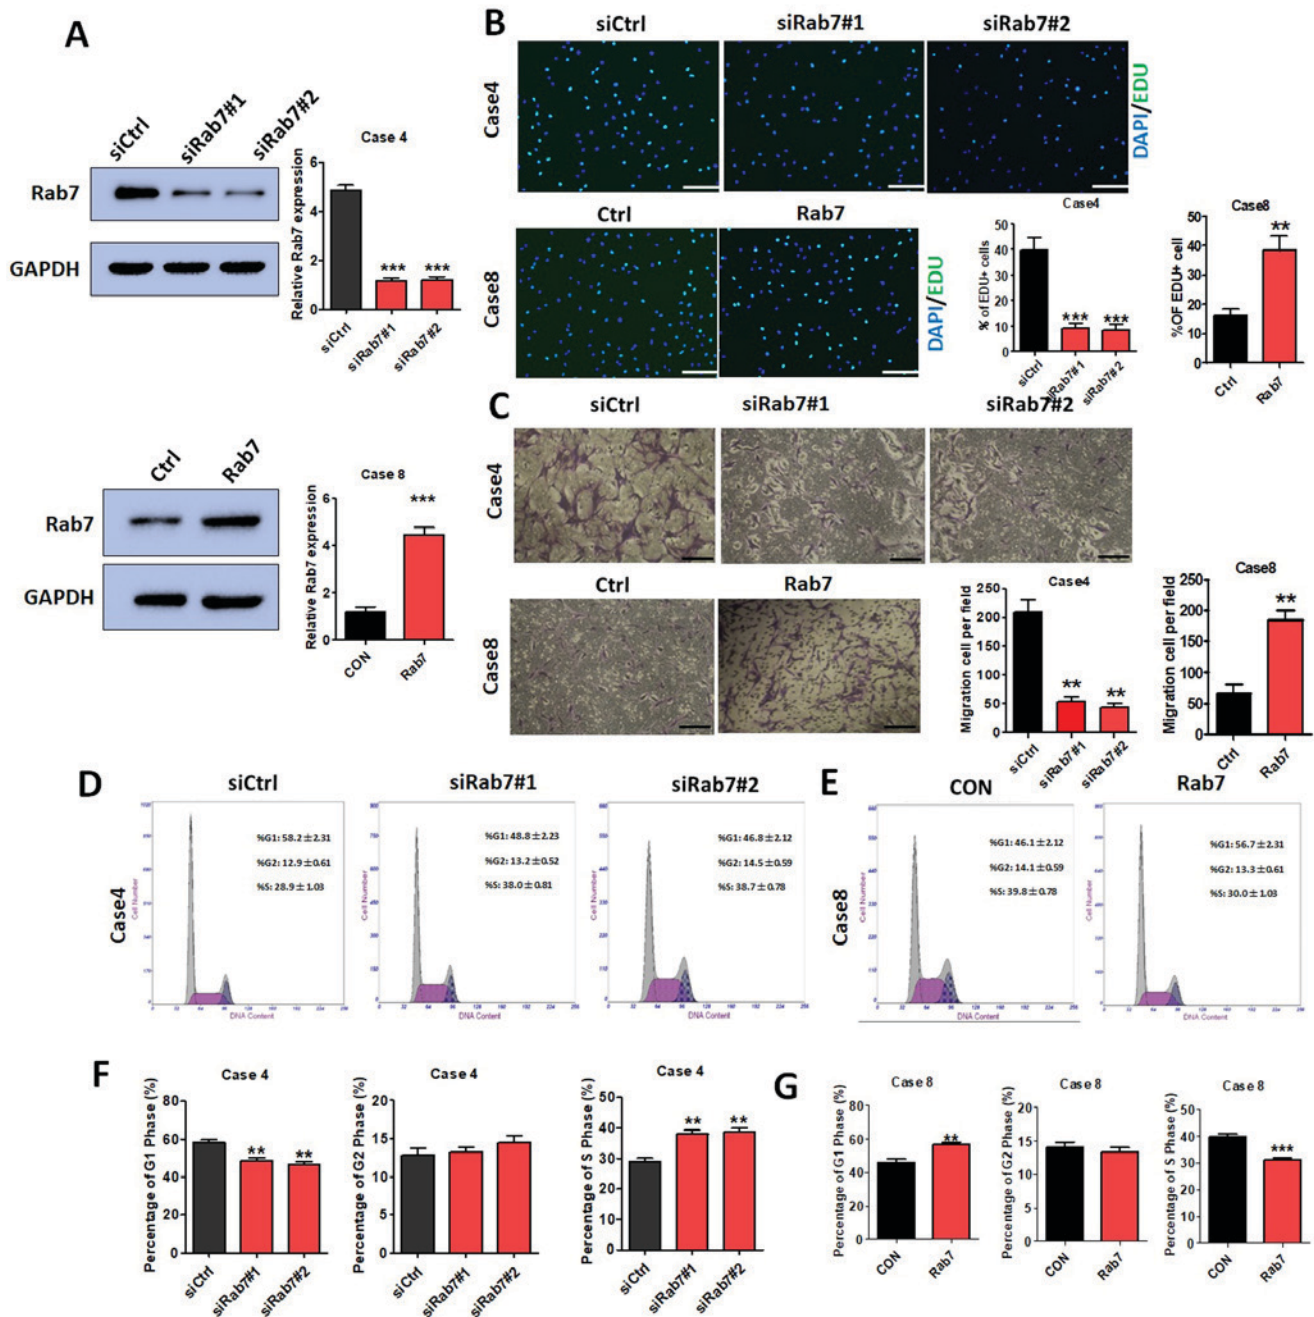 A
siCtrl
siRab7#1
siRab7#2
Rab7
GAPDH
Case 4
Relative Rab7 expression
6
4
2
0
***
***
siCtrl
siRab7#1
siRab7#2
Ctrl
Rab7
Rab7
GAPDH
Case 8
Relative Rab7 expression
6
4
2
0
***
CON
Rab7
B
siCtrl
siRab7#1
siRab7#2
Case4
DAPI/EDU
Ctrl
Rab7
Case8
DAPI/EDU
Case4
% of EDU+ cells
50
40
30
20
10
0
***
***
siCtrl
siRab7#1
siRab7#2
Case8
%OF EDU+ cell
50
40
30
20
10
0
**
Ctrl
Rab7
C
siCtrl
siRab7#1
siRab7#2
Case4
Ctrl
Rab7
Case8
Case4
Migration cell per field
250
200
150
100
50
0
**
**
siCtrl
siRab7#1
siRab7#2
Case8
Migration cell per field
250
200
150
100
50
0
**
Ctrl
Rab7
D
siCtrl
siRab7#1
siRab7#2
Case4
%G1: 58.2±2.31
%G2: 12.9±0.61
%S: 28.9±1.03
Cell Number
DNA Content
%G1: 48.8±2.23
%G2: 13.2±0.52
%S: 38.0±0.81
Cell Number
DNA Content
%G1: 46.8±2.12
%G2: 14.5±0.59
%S: 38.7±0.78
Cell Number
DNA Content
E
CON
Rab7
Case8
%G1: 46.1±2.12
%G2: 14.1±0.59
%S: 39.8±0.78
Cell Number
DNA Content
%G1: 56.7±2.31
%G2: 13.3±0.61
%S: 30.0±1.03
Cell Number
DNA Content
F
Case 4
Percentage of G1 Phase (%)
80
60
40
20
0
**
**
siCtrl
siRab7#1
siRab7#2
Case 4
Percentage of G2 Phase (%)
20
15
10
5
0
siCtrl
siRab7#1
siRab7#2
Case 4
Percentage of S Phase (%)
50
40
30
20
10
0
**
**
siCtrl
siRab7#1
siRab7#2
G
Case 8
Percentage of G1 Phase (%)
80
60
40
20
0
**
CON
Rab7
Case 8
Percentage of G2 Phase (%)
20
15
10
5
0
CON
Rab7
Case 8
Percentage of S Phase (%)
50
40
30
20
10
0
***
CON
Rab7